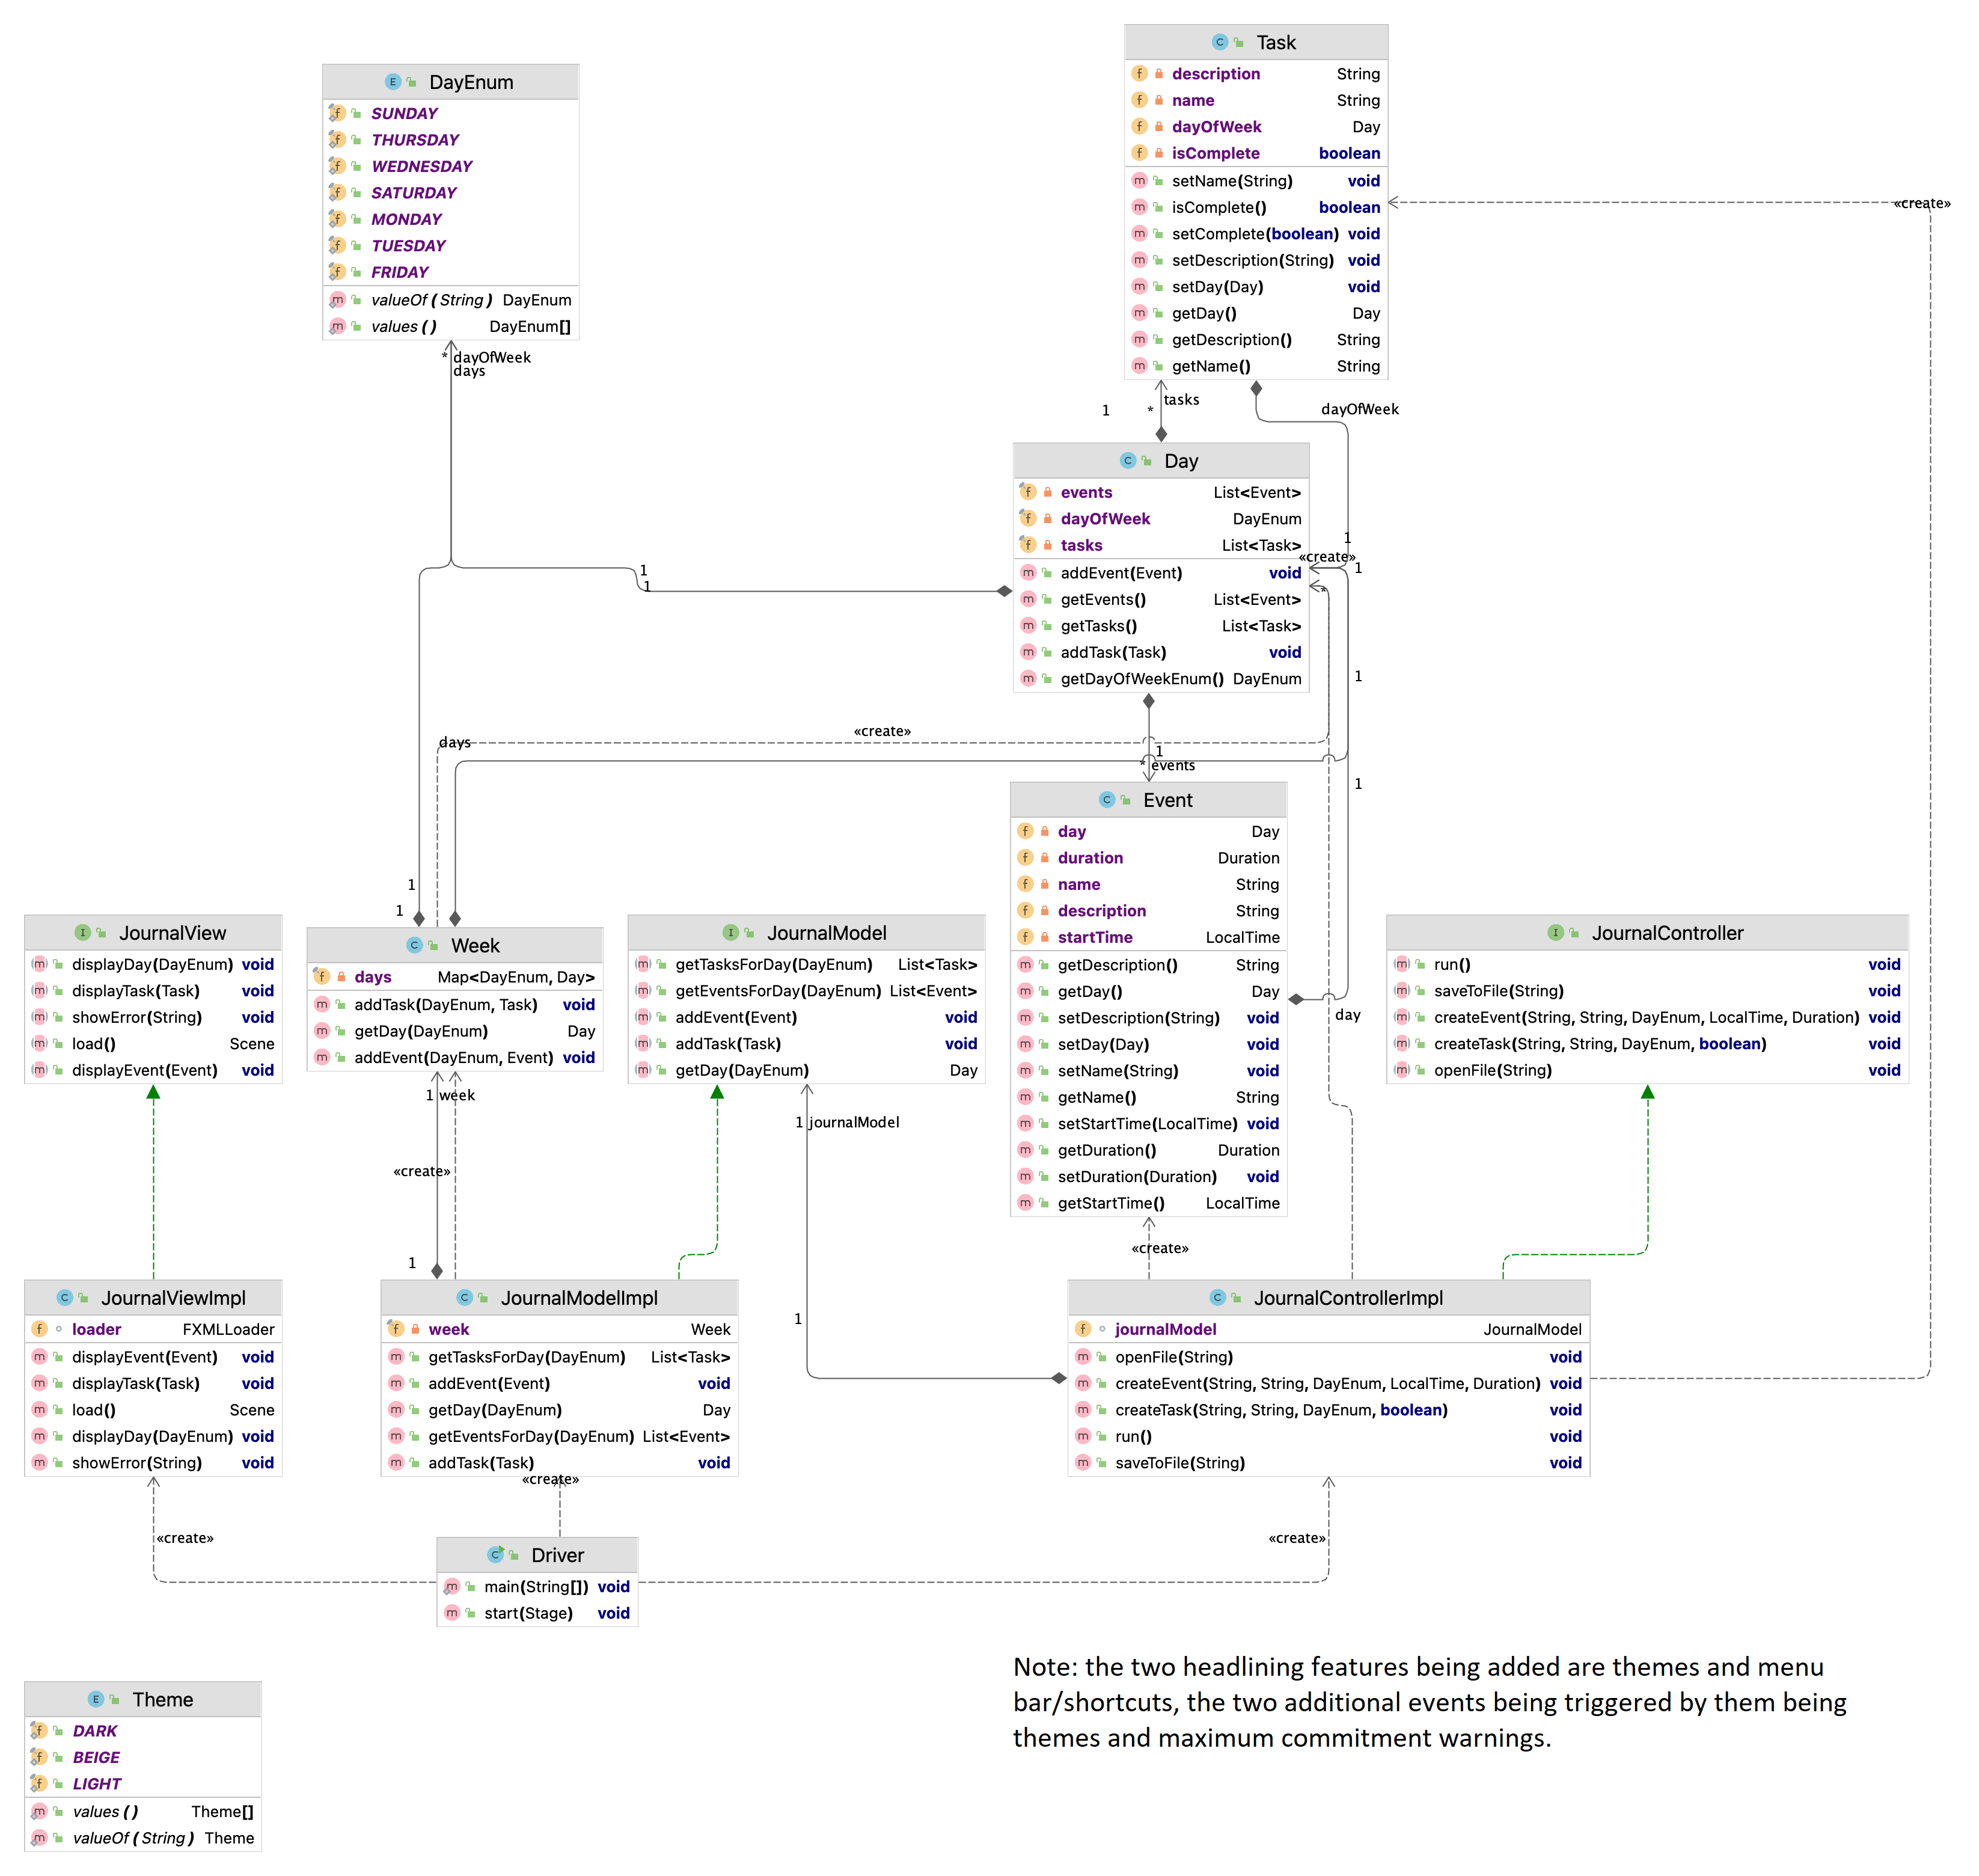 Task
description String
name String
dayOfWeek Day
isComplete boolean
setName(String) void
isComplete() boolean
setComplete(boolean) void
setDescription(String) void
setDay(Day) void
getDay() Day
getDescription() String
getName() String
DayEnum
SUNDAY
THURSDAY
WEDNESDAY
SATURDAY
MONDAY
TUESDAY
FRIDAY
valueOf(String) DayEnum
values() DayEnum[]
«create»
* dayOfWeek
days
1
*
tasks
dayOfWeek
Day
events List<Event>
dayOfWeek DayEnum
tasks List<Task>
addEvent(Event) void
getEvents() List<Event>
getTasks() List<Task>
addTask(Task) void
getDayOfWeekEnum() DayEnum
1
«create»
1
*
1
1
1
1
days
«create»
1
* events
1
1
1
Event
day Day
duration Duration
name String
description String
startTime LocalTime
getDescription() String
getDay() Day
setDescription(String) void
setDay(Day) void
setName(String) void
getName() String
setStartTime(LocalTime) void
getDuration() Duration
setDuration(Duration) void
getStartTime() LocalTime
day
JournalView
displayDay(DayEnum) void
displayTask(Task) void
showError(String) void
load() Scene
displayEvent(Event) void
Week
days Map<DayEnum, Day>
addTask(DayEnum, Task) void
getDay(DayEnum) Day
addEvent(DayEnum, Event) void
JournalModel
getTasksForDay(DayEnum) List<Task>
getEventsForDay(DayEnum) List<Event>
addEvent(Event) void
addTask(Task) void
getDay(DayEnum) Day
JournalController
run() void
saveToFile(String) void
createEvent(String, String, DayEnum, LocalTime, Duration) void
createTask(String, String, DayEnum, boolean) void
openFile(String) void
1 week
«create»
1
1 journalModel
1
«create»
JournalViewImpl
loader FXMLLoader
displayEvent(Event) void
displayTask(Task) void
load() Scene
displayDay(DayEnum) void
showError(String) void
JournalModelImpl
week Week
getTasksForDay(DayEnum) List<Task>
addEvent(Event) void
getDay(DayEnum) Day
getEventsForDay(DayEnum) List<Event>
addTask(Task) void
JournalControllerImpl
journalModel JournalModel
openFile(String) void
createEvent(String, String, DayEnum, LocalTime, Duration) void
createTask(String, String, DayEnum, boolean) void
run() void
saveToFile(String) void
«create»
«create»
«create»
Driver
main(String[]) void
start(Stage) void
Theme
DARK
BEIGE
LIGHT
values() Theme[]
valueOf(String) Theme
Note: the two headlining features being added are themes and menu
bar/shortcuts, the two additional events being triggered by them being
themes and maximum commitment warnings.